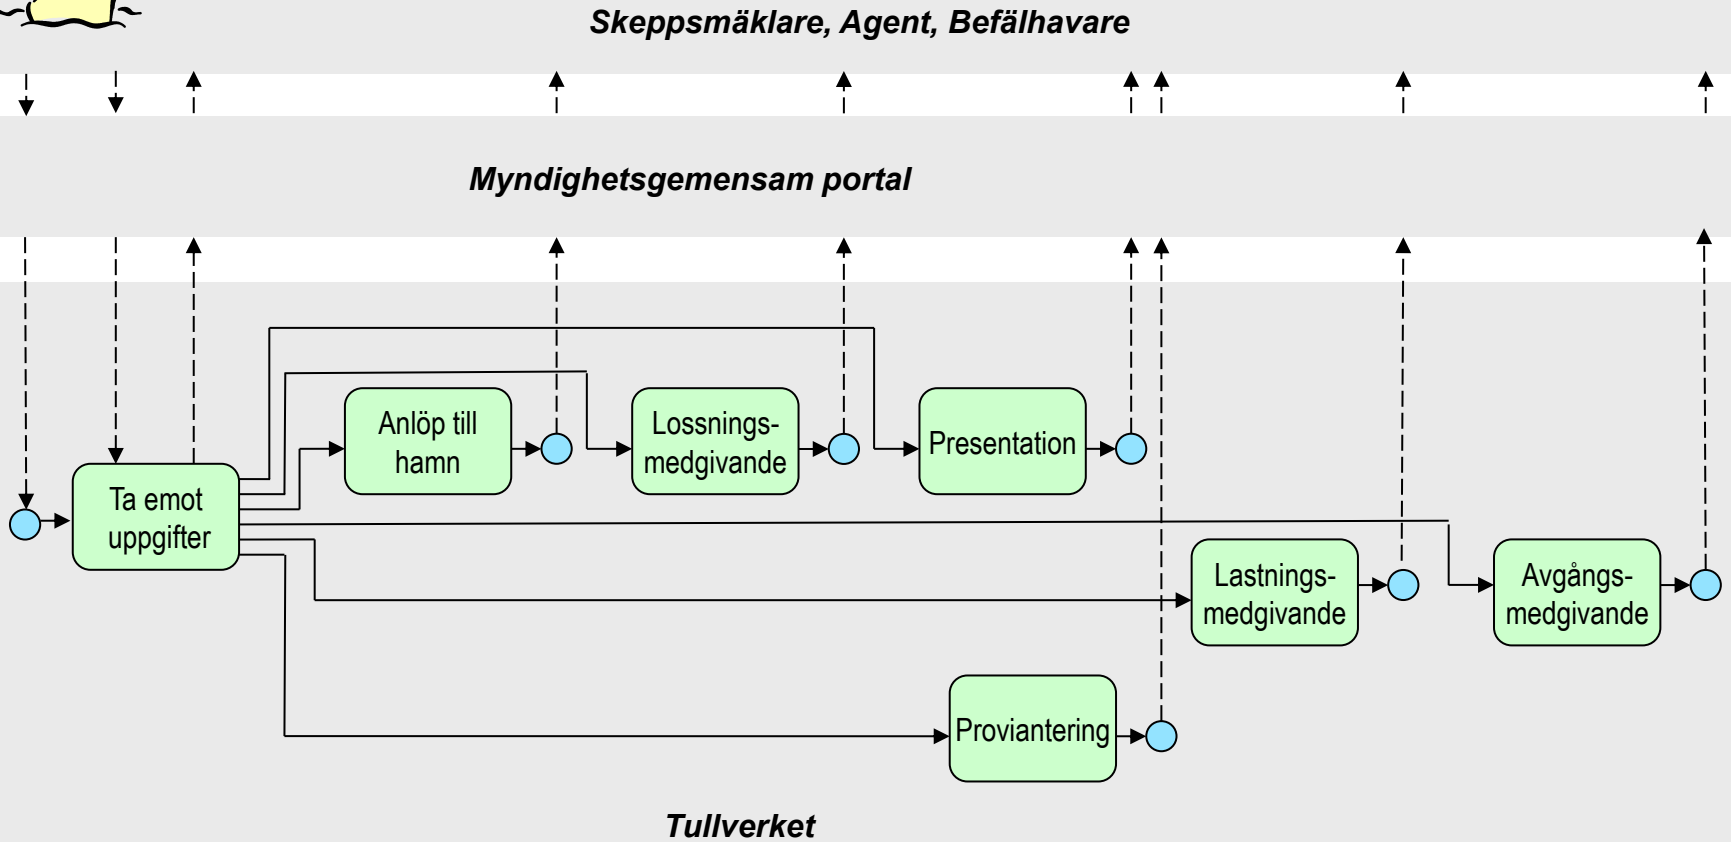 Skeppsmäklare, Agent, Befälhavare
Myndighetsgemensam portal
Anlöp till
hamn
Lossnings-
medgivande
Presentation
Ta emot
uppgifter
Lastnings-
medgivande
Avgångs-
medgivande
Proviantering
Tullverket